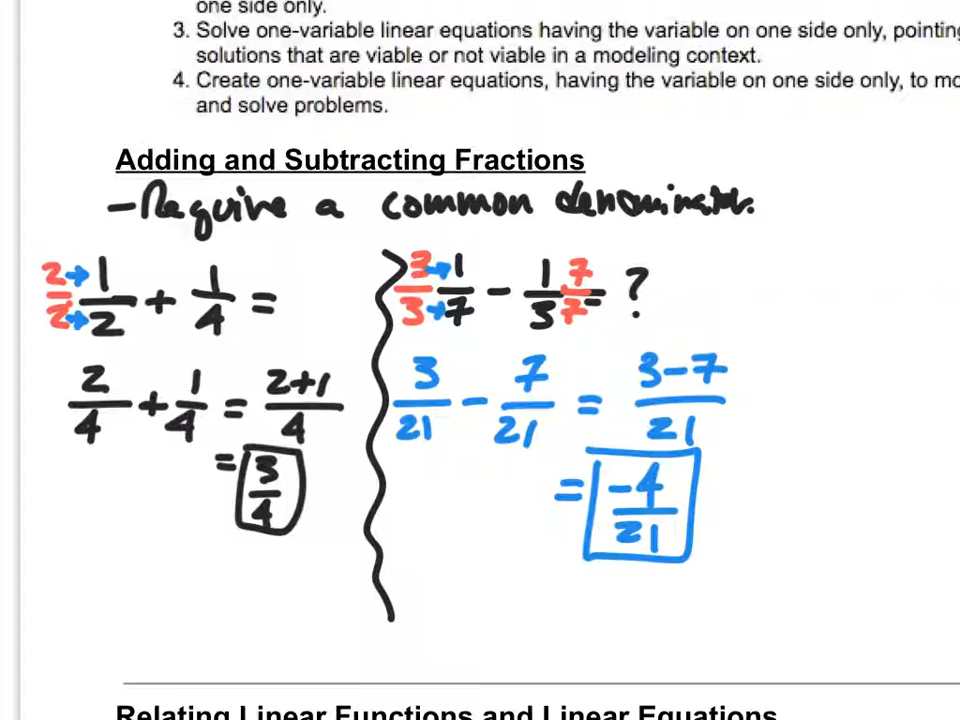 one side only.
3. Solve one-variable linear equations having the variable on one side only, pointing
solutions that are viable or not viable in a modeling context.
4. Create one-variable linear equations, having the variable on one side only, to mo
and solve problems.
Adding and Subtracting Fractions
- Require a common denominator.
2/2 → 1/2 + 1/4 =
2/4 + 1/4 = 2+1/4
= 3/4
3/3 → 1/7 - 1/3 7/7 = ?
3/21 - 7/21 = 3-7/21
= -4/21
Relating Linear Functions and Linear Equations